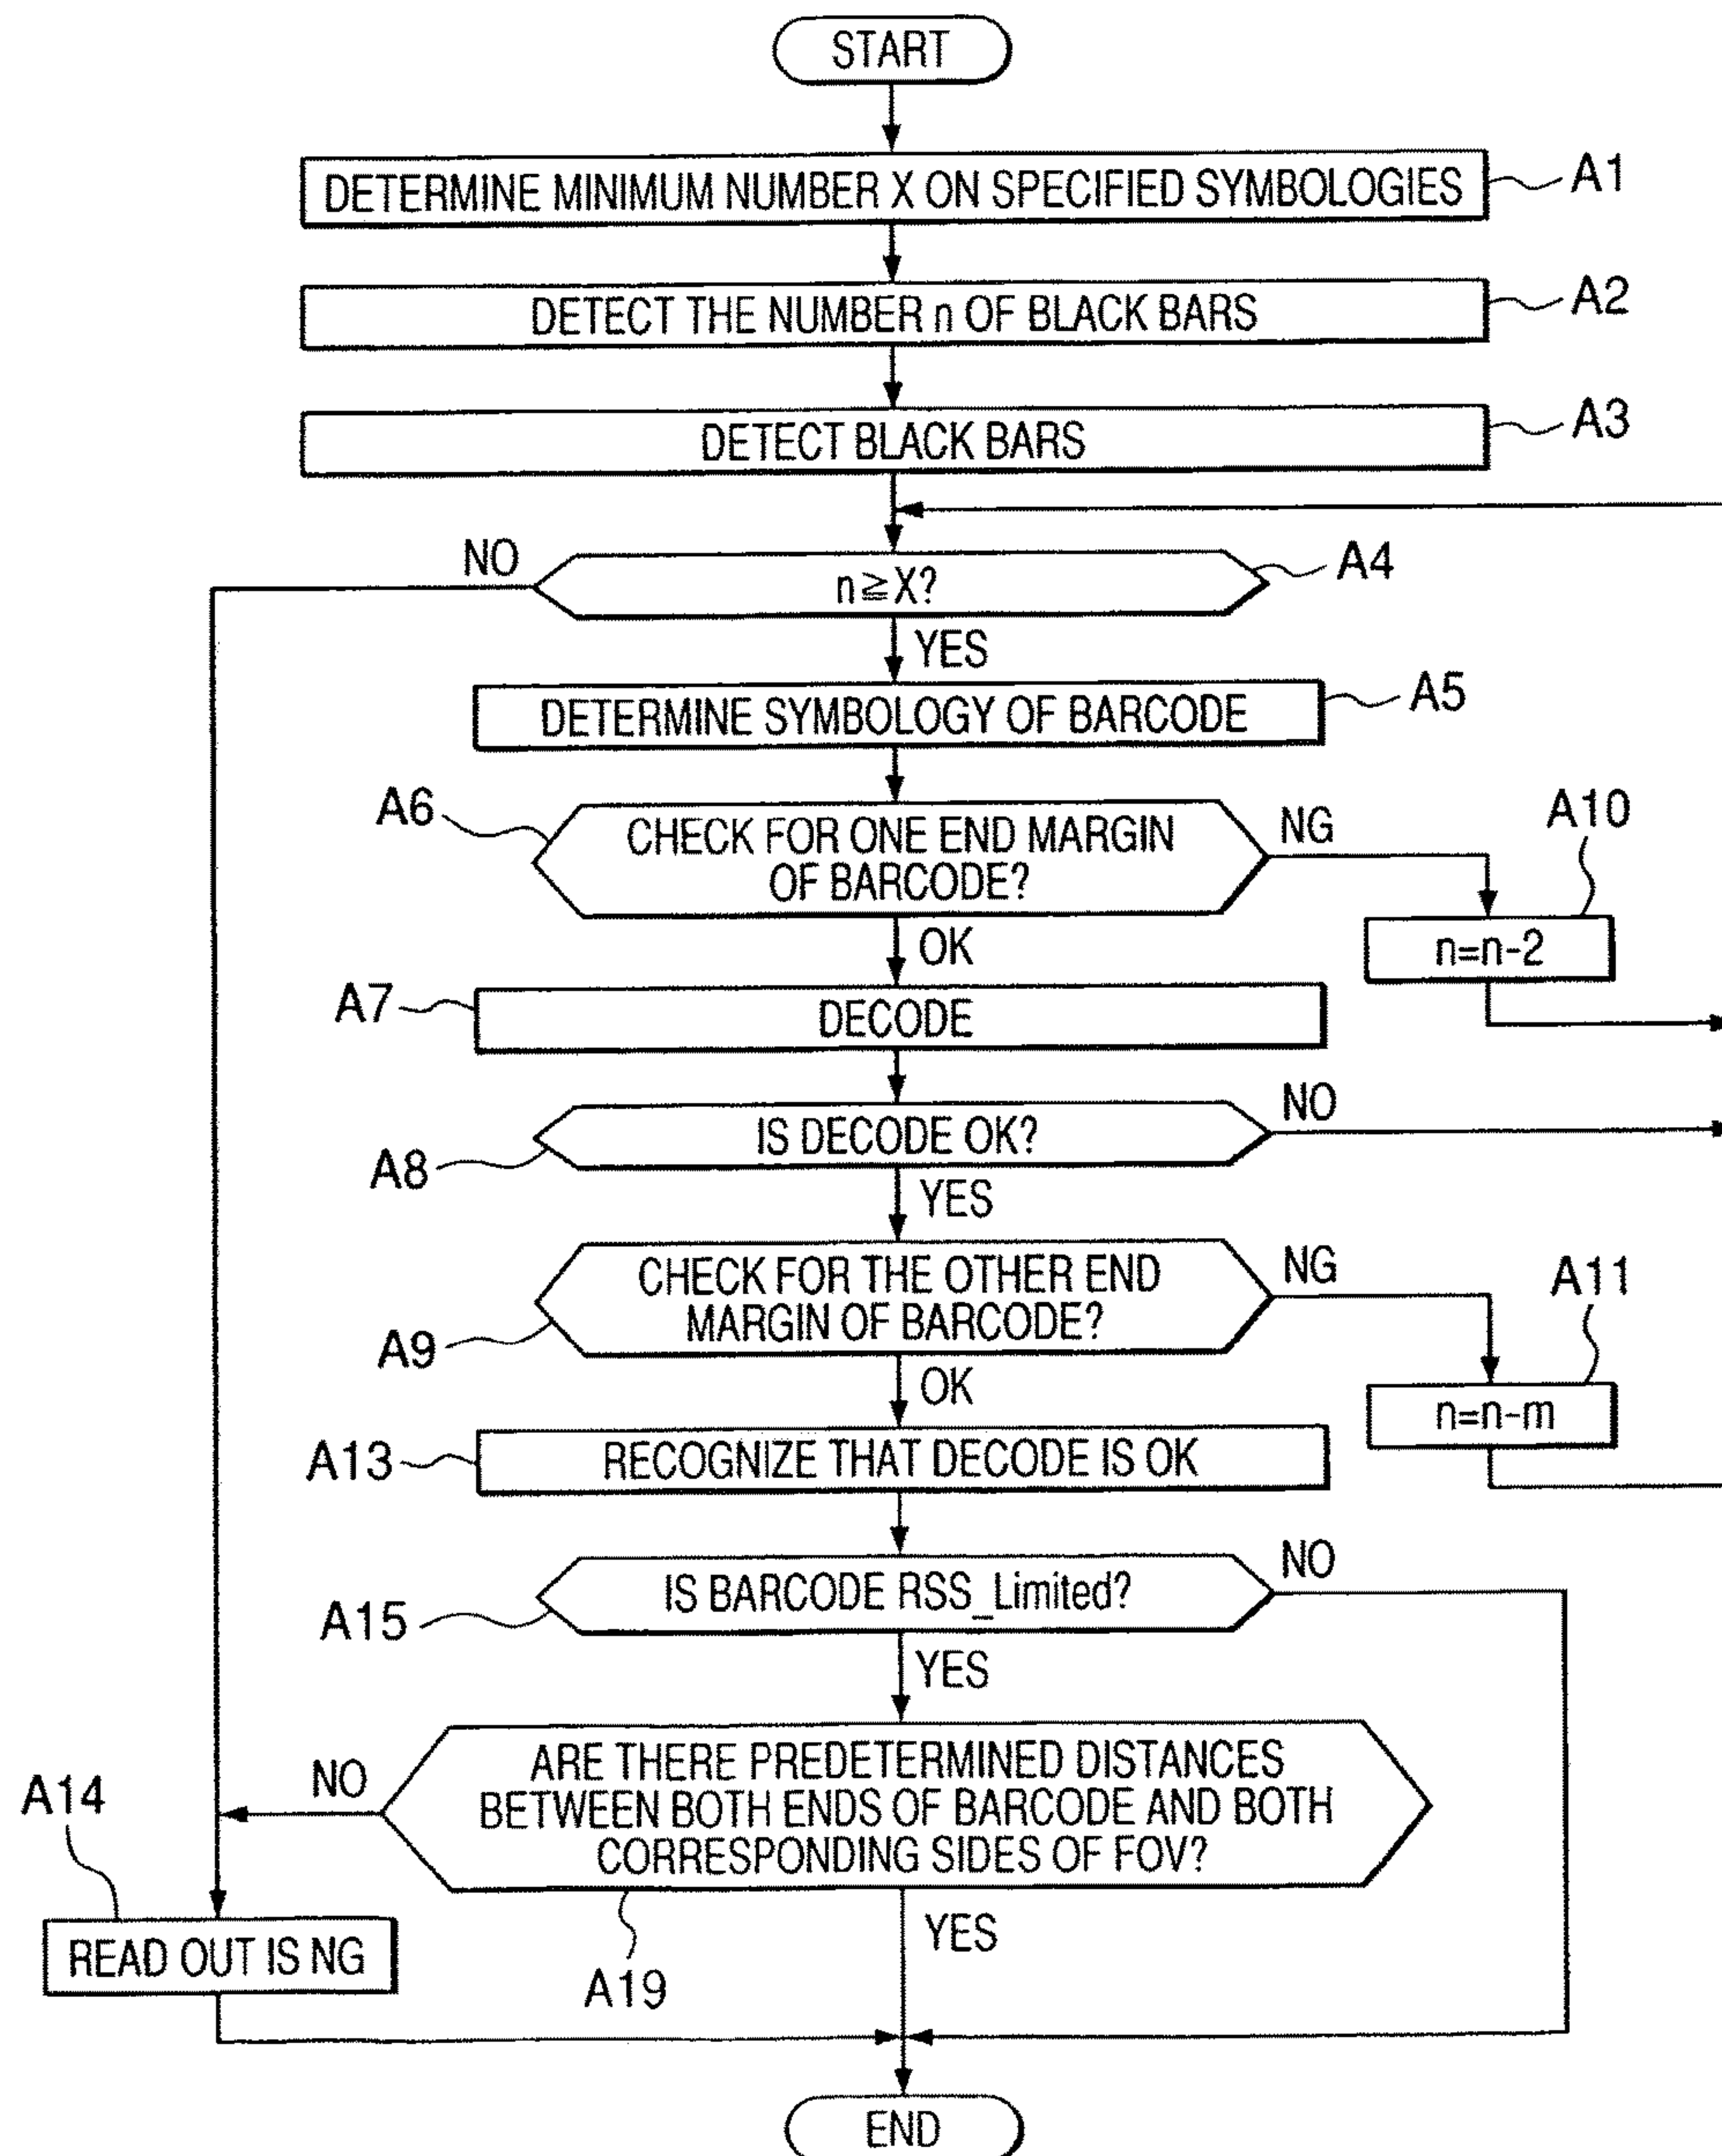 START
DETERMINE MINIMUM NUMBER X ON SPECIFIED SYMBOLOGIES
A1
DETECT THE NUMBER n OF BLACK BARS
A2
DETECT BLACK BARS
A3
NO
n≧X?
A4
YES
DETERMINE SYMBOLOGY OF BARCODE
A5
A6
CHECK FOR ONE END MARGIN
OF BARCODE?
NG
A10
OK
n=n-2
A7
DECODE
IS DECODE OK?
NO
A8
YES
CHECK FOR THE OTHER END
MARGIN OF BARCODE?
NG
A11
A9
OK
n=n-m
A13
RECOGNIZE THAT DECODE IS OK
IS BARCODE RSS_Limited?
NO
A15
YES
ARE THERE PREDETERMINED DISTANCES
BETWEEN BOTH ENDS OF BARCODE AND BOTH
CORRESPONDING SIDES OF FOV?
NO
A14
READ OUT IS NG
YES
A19
END